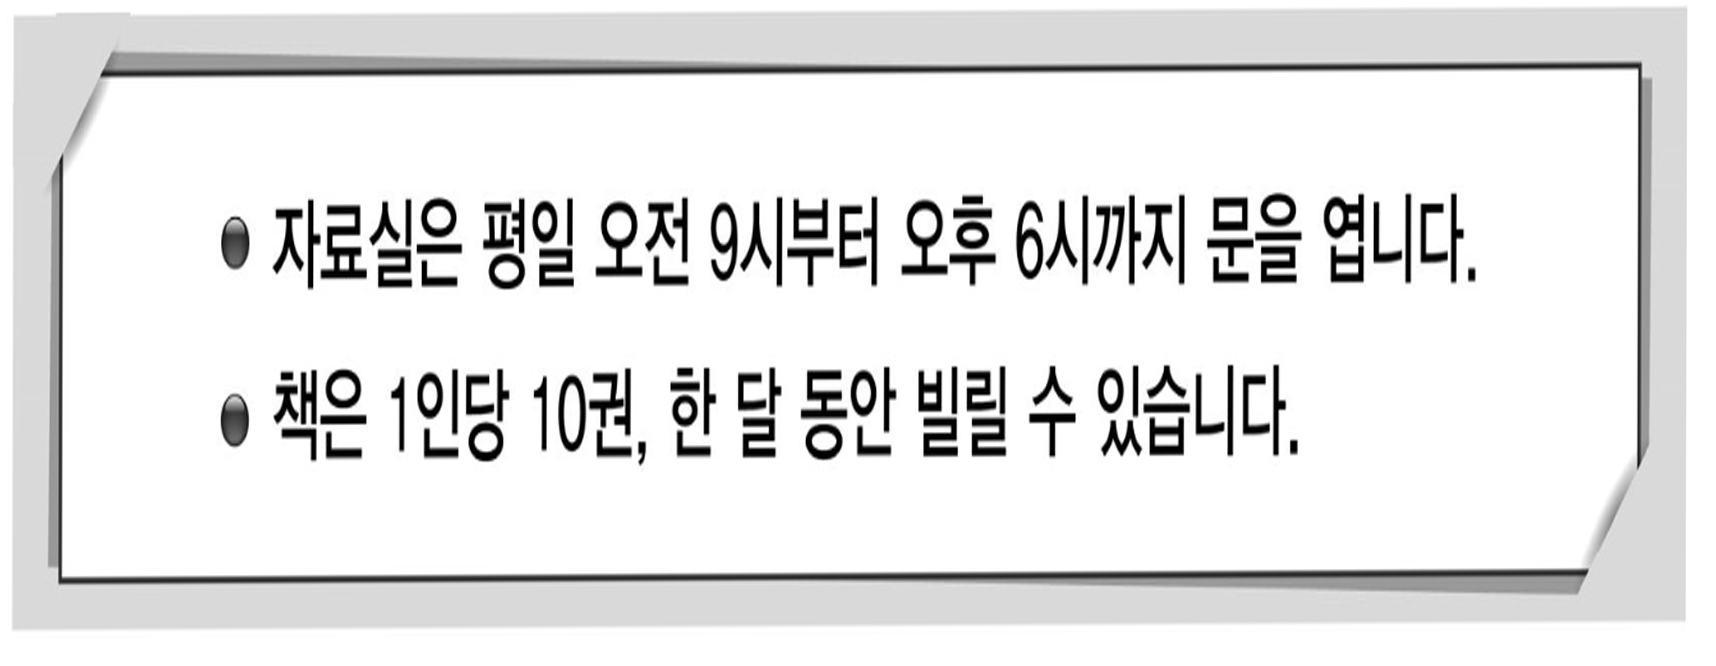 자료실은 평일 오전 9시부터 오후 6시까지 문을 엽니다.
책은 1인당 10권, 한 달 동안 빌릴 수 있습니다.